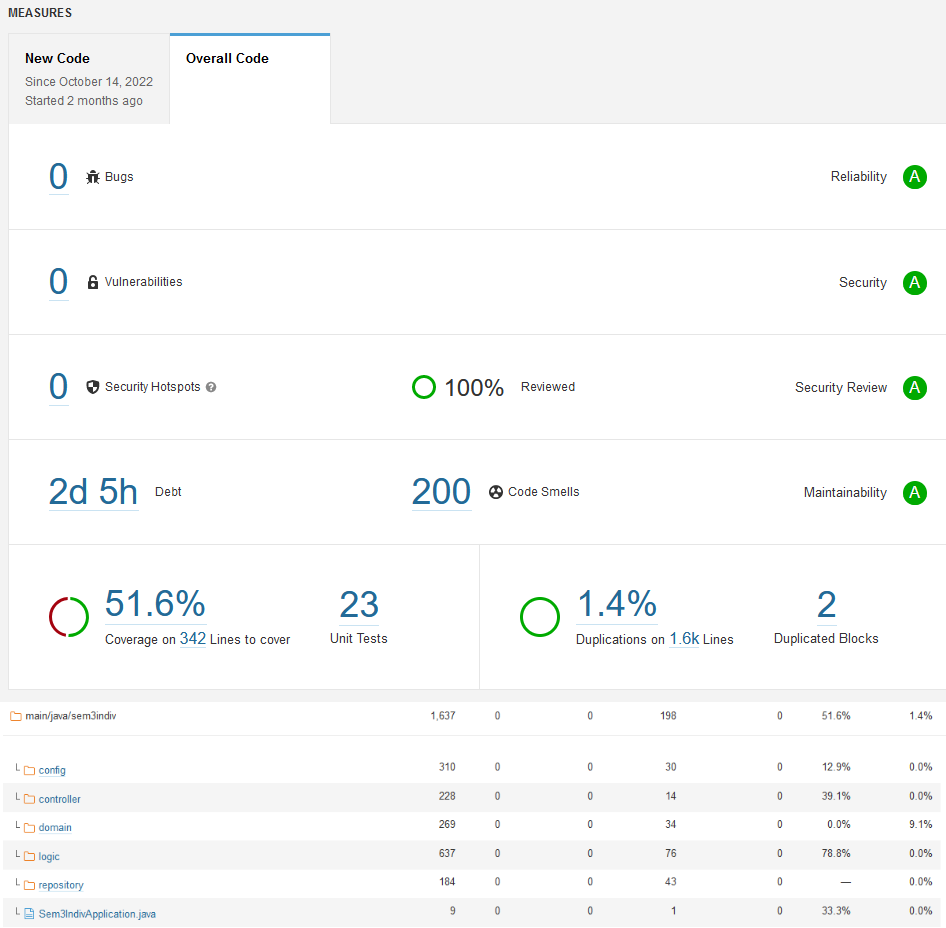 MEASURES
New Code
Since October 14, 2022
Started 2 months ago
Overall Code
0 Bugs Reliability A
0 Vulnerabilities Security A
0 Security Hotspots ? 100% Reviewed Security Review A
2d 5h Debt 200 Code Smells Maintainability A
51.6% 23 1.4% 2
Coverage on 342 Lines to cover Unit Tests Duplications on 1.6k Lines Duplicated Blocks
main/java/sem3indiv 1,637 0 0 198 0 51.6% 1.4%
config 310 0 0 30 0 12.9% 0.0%
controller 228 0 0 14 0 39.1% 0.0%
domain 269 0 0 34 0 0.0% 9.1%
logic 637 0 0 76 0 78.8% 0.0%
repository 184 0 0 43 0 — 0.0%
Sem3IndivApplication.java 9 0 0 1 0 33.3% 0.0%